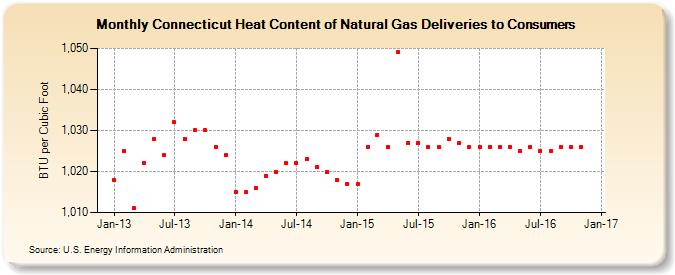 Monthly Connecticut Heat Content of Natural Gas Deliveries to Consumers
BTU per Cubic Foot
1,050
1,040
1,030
1,020
1,010
Jan-13 Jul-13 Jan-14 Jul-14 Jan-15 Jul-15 Jan-16 Jul-16 Jan-17
Source: U.S. Energy Information Administration